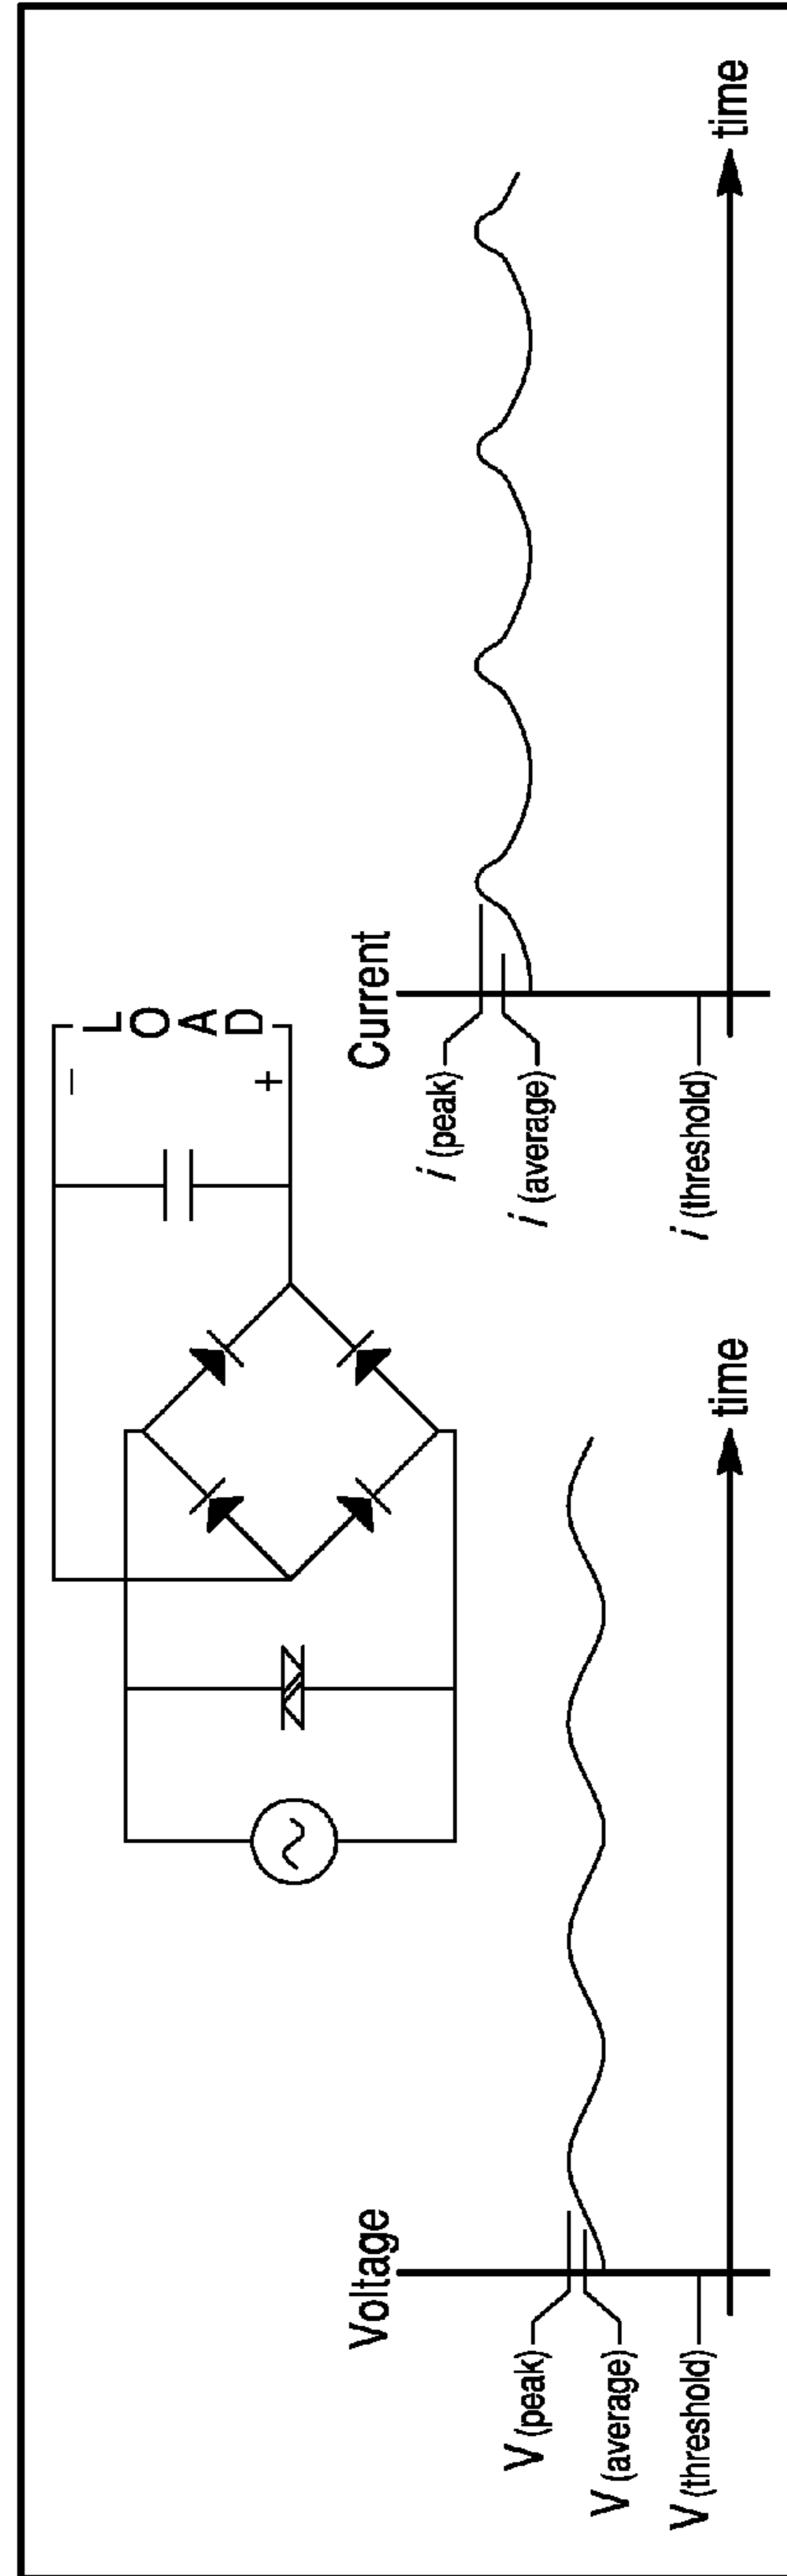 −
LOAD
+
Voltage
V (peak)
V (average)
V (threshold)
time
Current
i (peak)
i (average)
i (threshold)
time